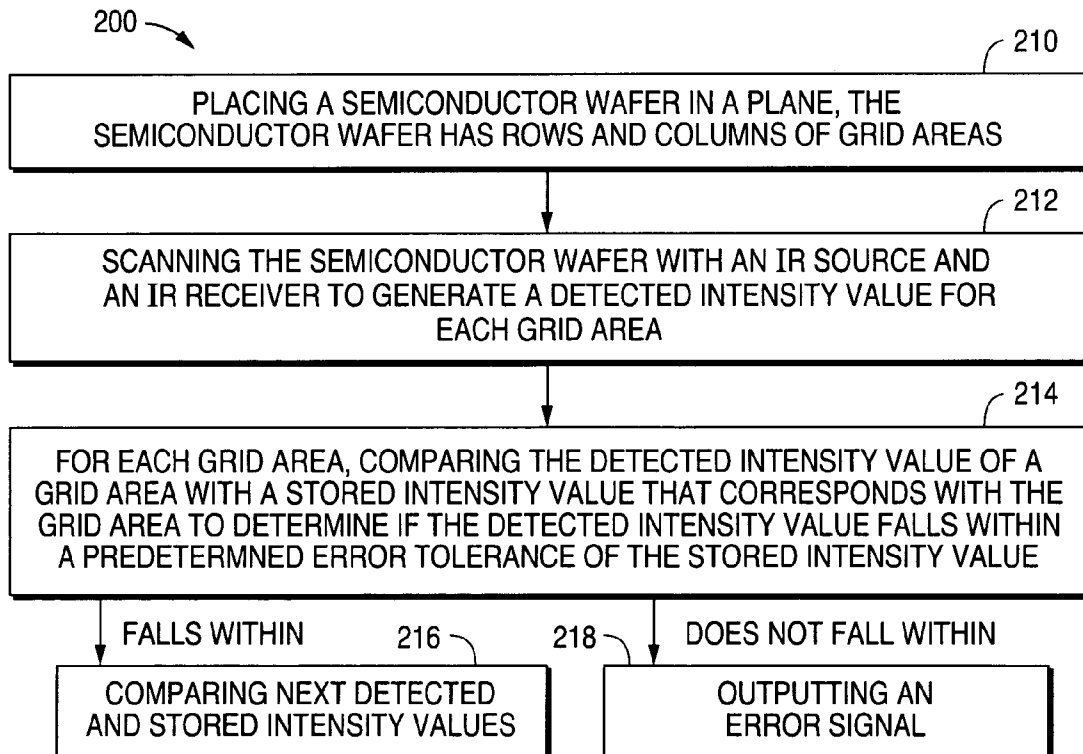 200
210
PLACING A SEMICONDUCTOR WAFER IN A PLANE, THE
SEMICONDUCTOR WAFER HAS ROWS AND COLUMNS OF GRID AREAS
212
SCANNING THE SEMICONDUCTOR WAFER WITH AN IR SOURCE AND
AN IR RECEIVER TO GENERATE A DETECTED INTENSITY VALUE FOR
EACH GRID AREA
214
FOR EACH GRID AREA, COMPARING THE DETECTED INTENSITY VALUE OF A
GRID AREA WITH A STORED INTENSITY VALUE THAT CORRESPONDS WITH THE
GRID AREA TO DETERMINE IF THE DETECTED INTENSITY VALUE FALLS WITHIN
A PREDETERMNED ERROR TOLERANCE OF THE STORED INTENSITY VALUE.
FALLS WITHIN
216
COMPARING NEXT DETECTED
AND STORED INTENSITY VALUES
DOES NOT FALL WITHIN
218
OUTPUTTING AN
ERROR SIGNAL